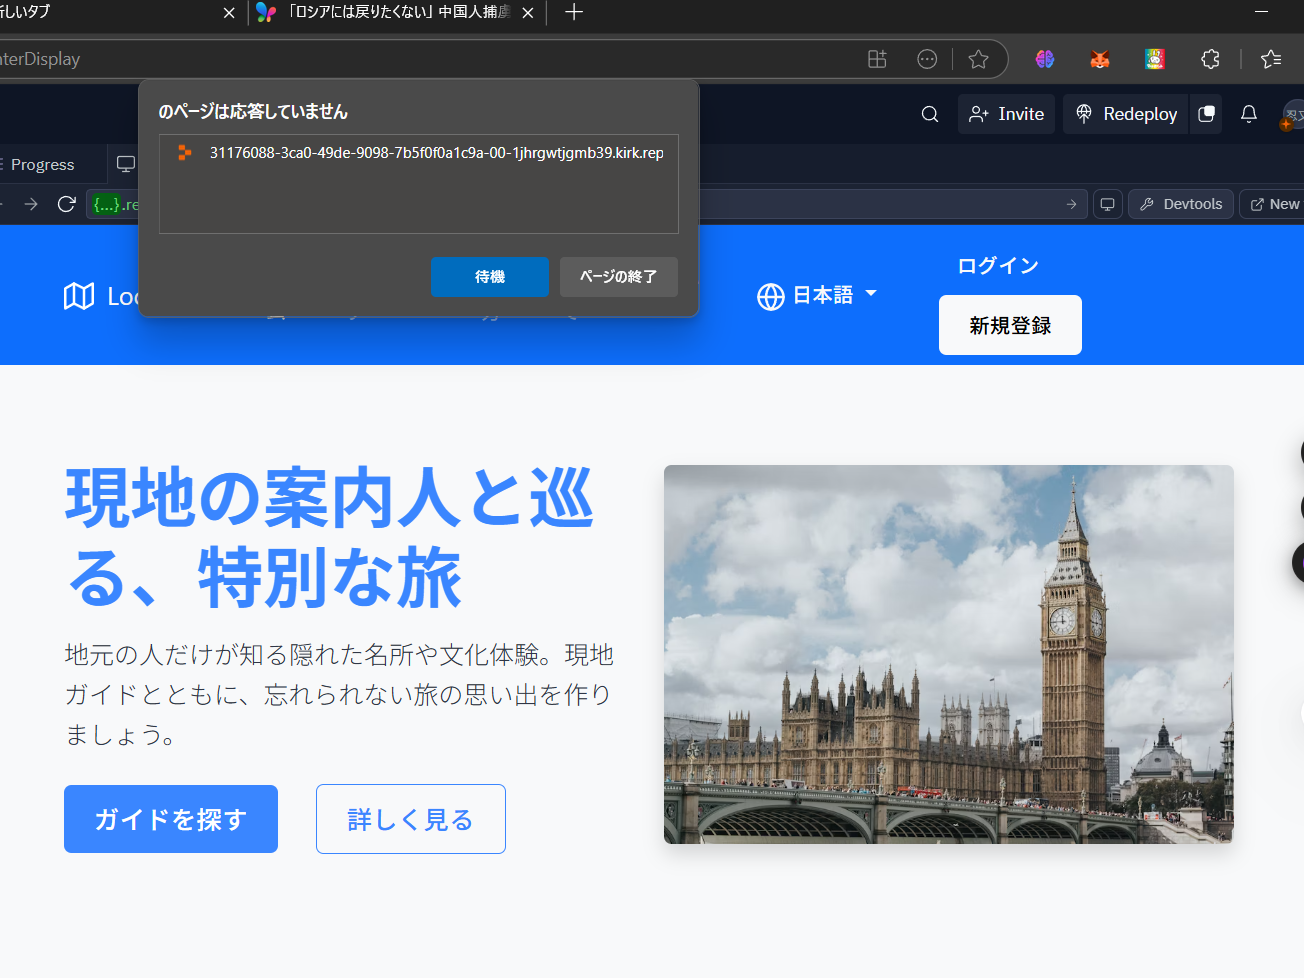 新しいタブ
「ロシアには戻りたくない」中国人捕虜
nterDisplay
のページは応答していません
31176088-3ca0-49de-9098-7b5f0f0a1c9a-00-1jhrgwtjgmb39.kirk.rep
待機
ページの終了
Invite
Redeploy
Progress
{...}.re
Devtools
New
Loc
日本語
ログイン
新規登録
現地の案内人と巡
る、特別な旅
地元の人だけが知る隠れた名所や文化体験。現地
ガイドとともに、忘れられない旅の思い出を作り
ましょう。
ガイドを探す
詳しく見る